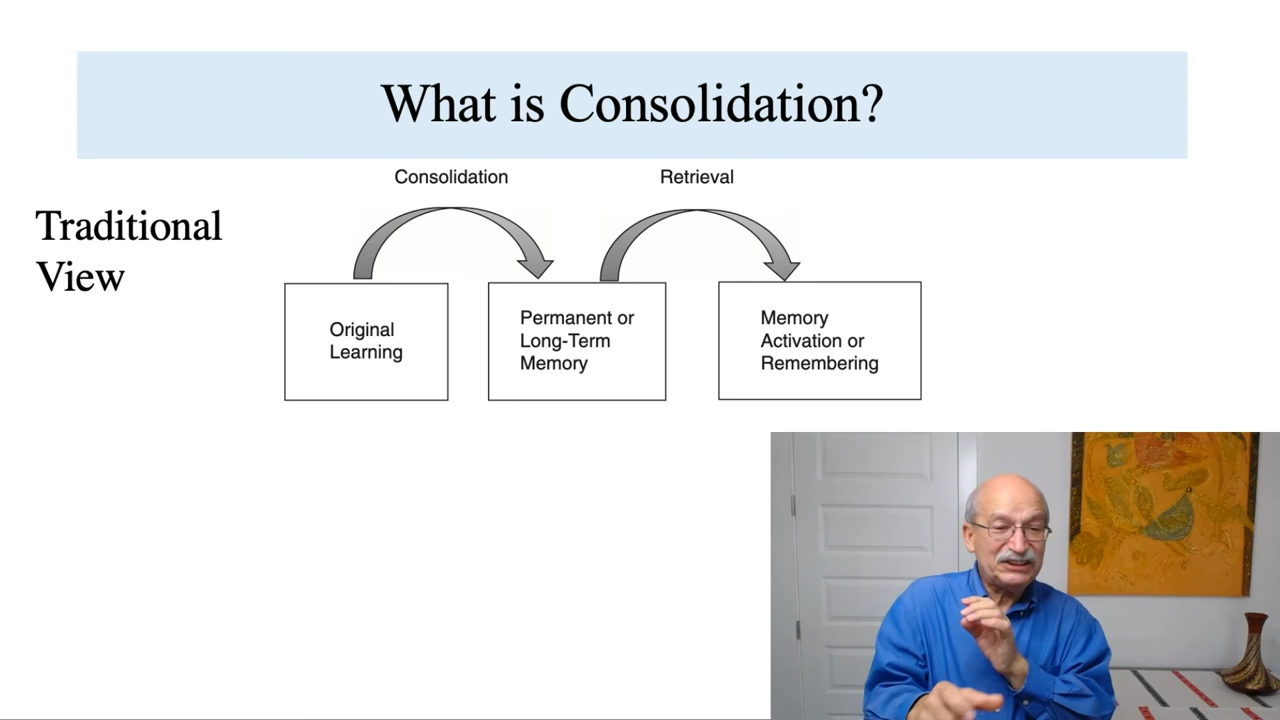 What is Consolidation?
Consolidation
Retrieval
Traditional
View
Original
Learning
Permanent or
Long-Term
Memory
Memory
Activation or
Remembering